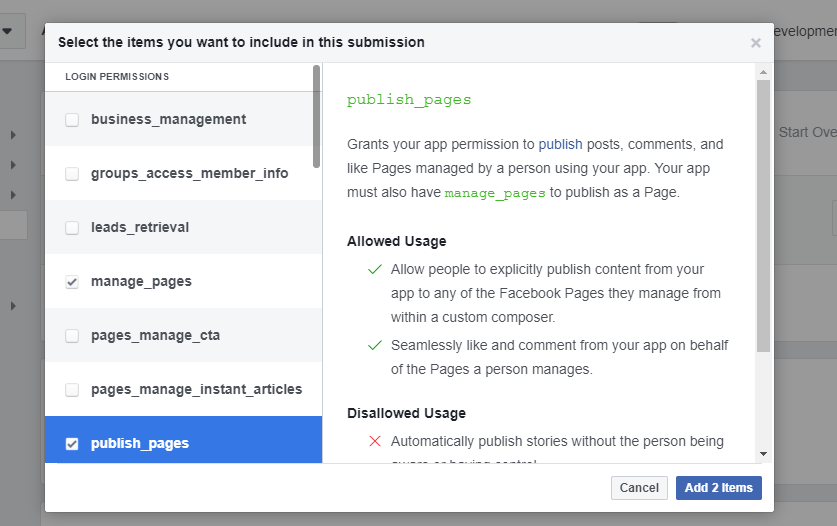 Select the items you want to include in this submission
×
LOGIN PERMISSIONS
business_management
groups_access_member_info
leads_retrieval
manage_pages
pages_manage_cta
pages_manage_instant_articles
publish_pages
publish_pages
Grants your app permission to publish posts, comments, and
like Pages managed by a person using your app. Your app
must also have manage_pages to publish as a Page.
Allowed Usage
Allow people to explicitly publish content from your
app to any of the Facebook Pages they manage from
within a custom composer.
Seamlessly like and comment from your app on behalf
of the Pages a person manages.
Disallowed Usage
Automatically publish stories without the person being
Cancel
Add 2 Items
Start Ove